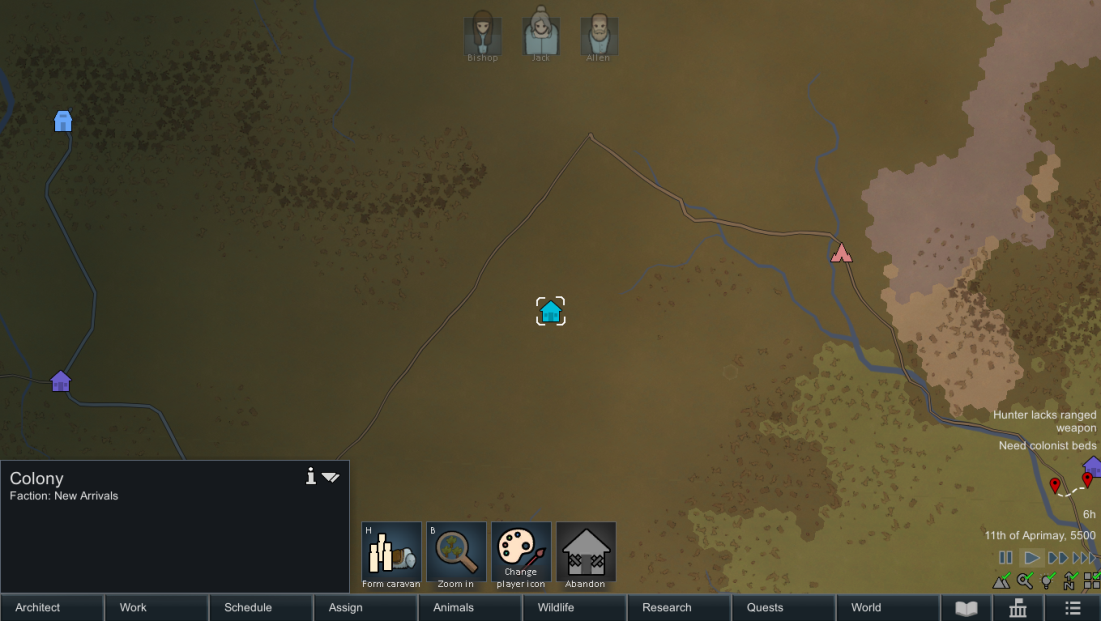 Bishop
Jack
Allen
Hunter lacks ranged
weapon
Need colonist beds
Colony
Faction: New Arrivals
6h
11th of Aprimay, 5500
H
Form caravan
B
Zoom in
Change
player icon
Abandon
Architect
Work
Schedule
Assign
Animals
Wildlife
Research
Quests
World